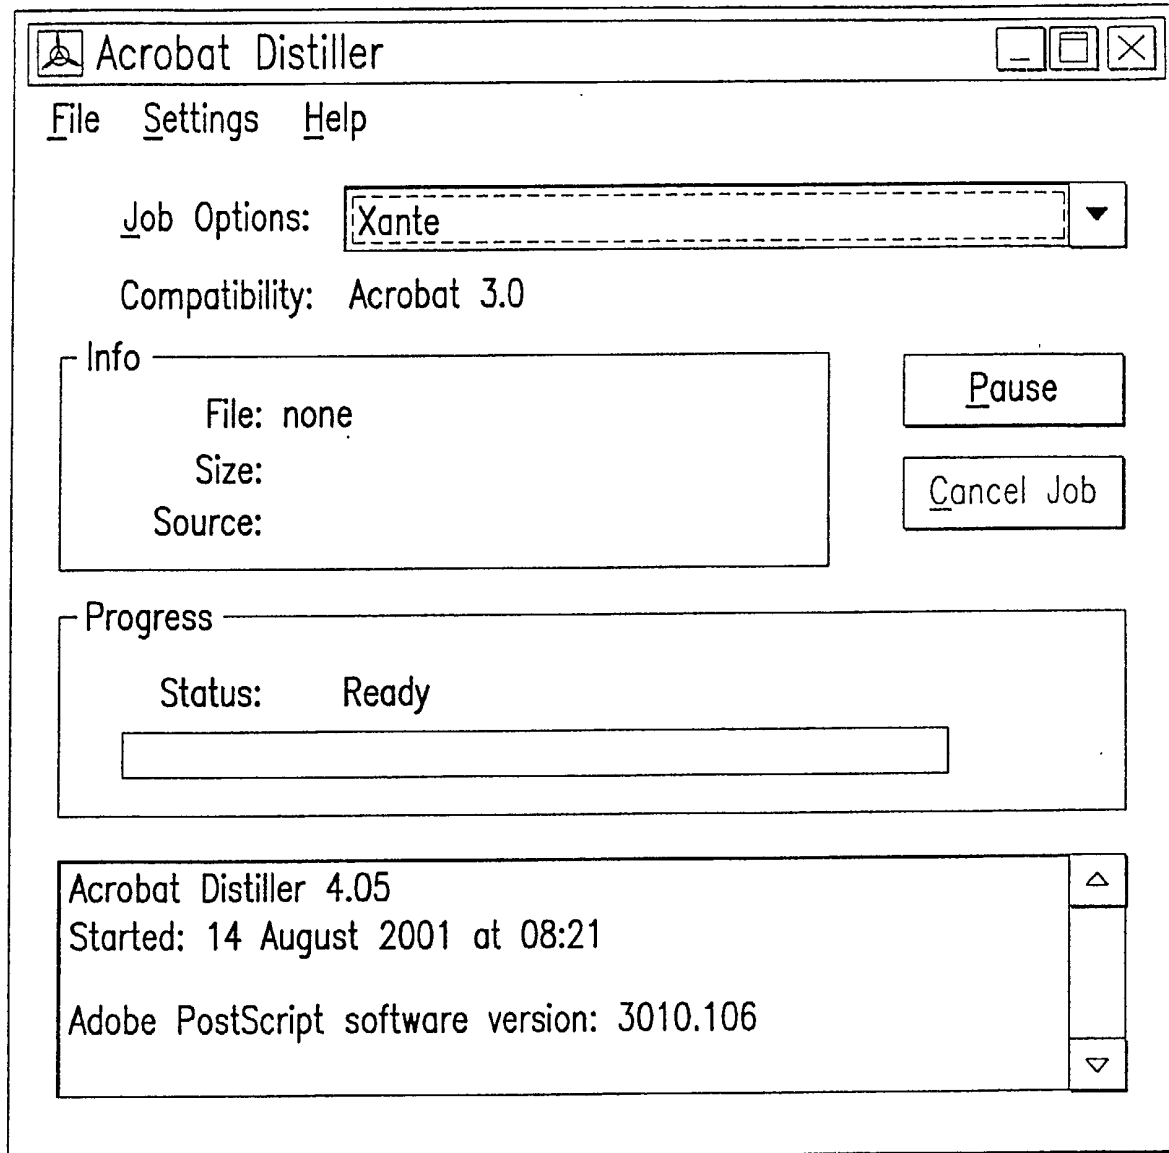 Acrobat Distiller
File Settings Help
Job Options: Xante
Compatibility: Acrobat 3.0
Info
File: none
Size:
Source:
Pause
Cancel Job
Progress
Status: Ready
Acrobat Distiller 4.05
Started: 14 August 2001 at 08:21
Adobe PostScript software version: 3010.106